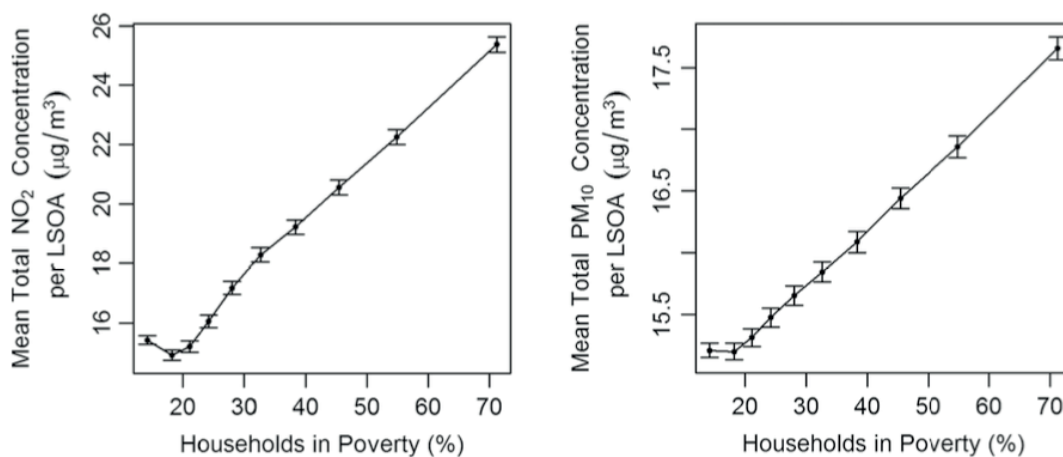 Mean Total NO₂ Concentration
per LSOA (μg/m³)
26
24
22
20
18
16
20 30 40 50 60 70
Households in Poverty (%)
Mean Total PM₁₀ Concentration
per LSOA (μg/m³)
17.5
16.5
15.5
20 30 40 50 60 70
Households in Poverty (%)